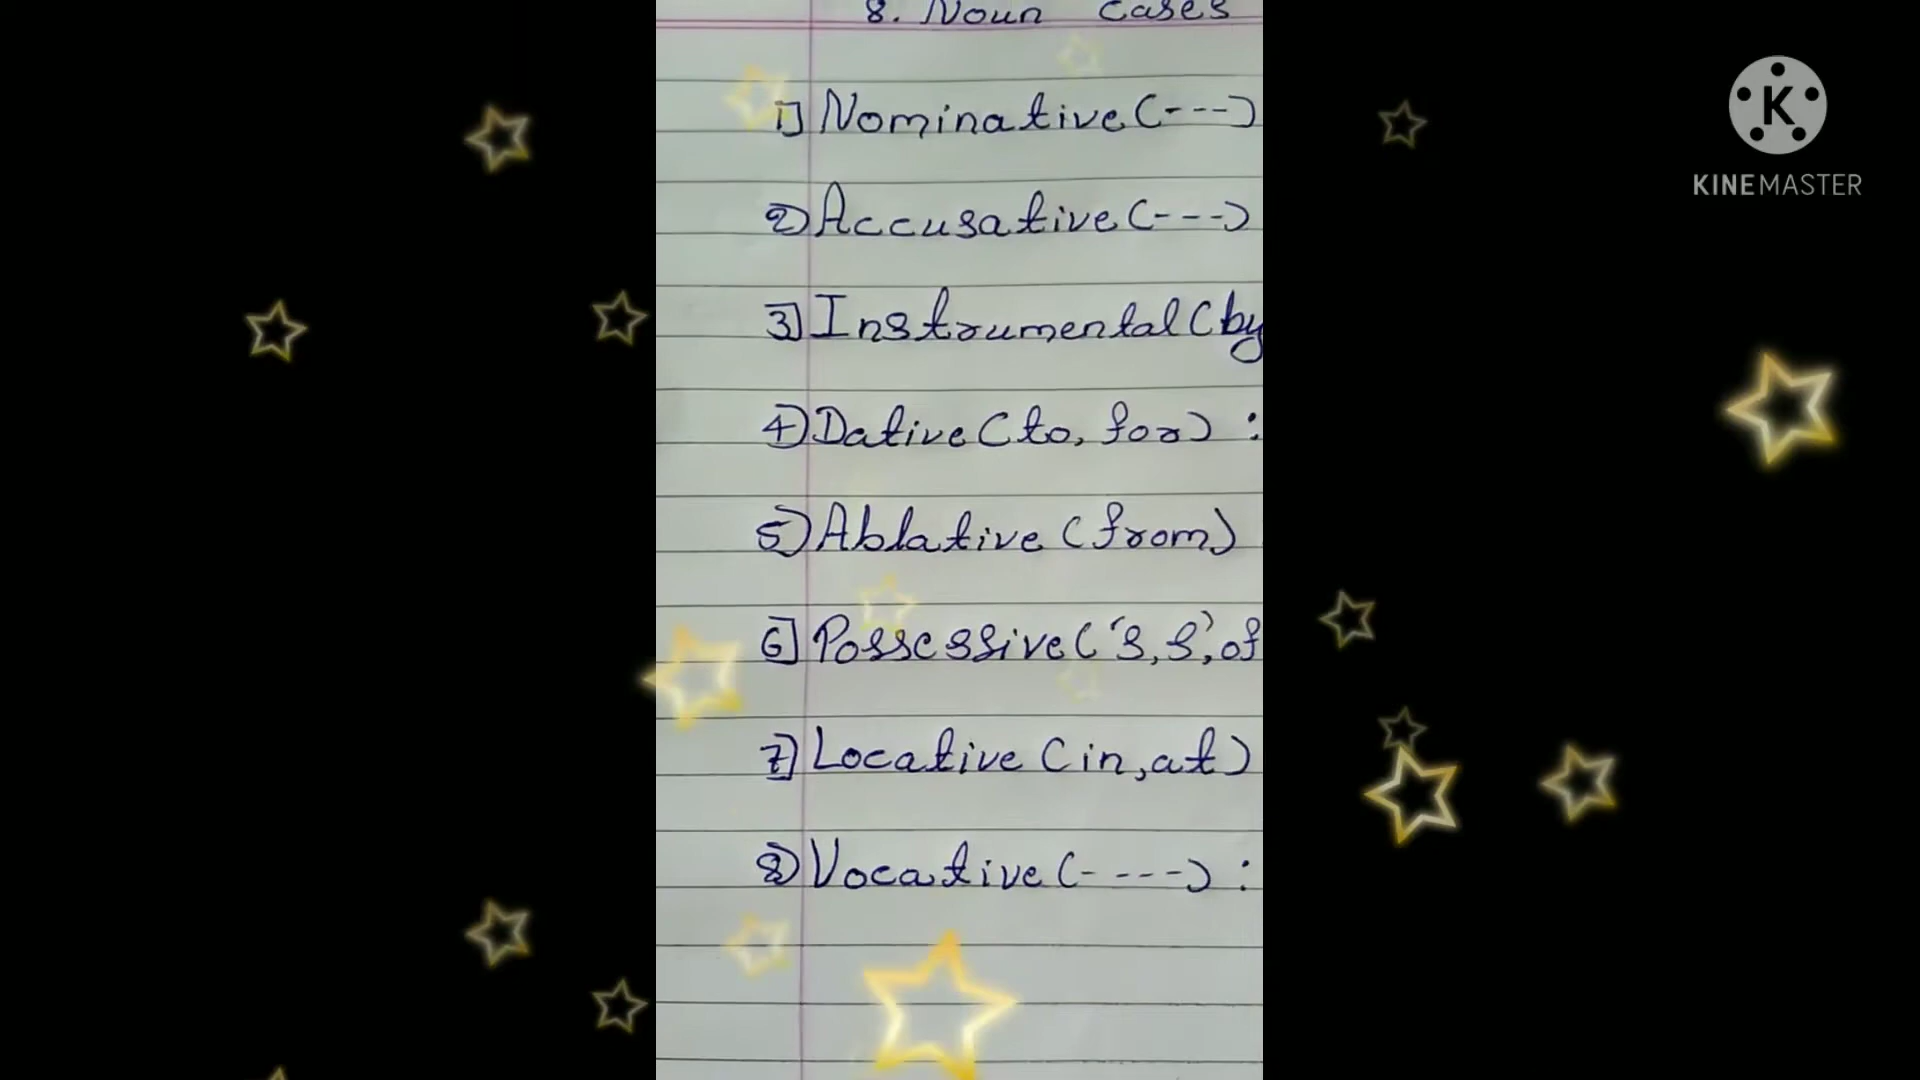 8. Noun Cases
1) Nominative (---)
2) Accusative (---)
3) Instrumental (by
4) Dative (to, for) :
5) Ablative (from)
6) Possessive ('s, s', of
7) Locative (in, at)
8) Vocative (----) :
K
KINEMASTER